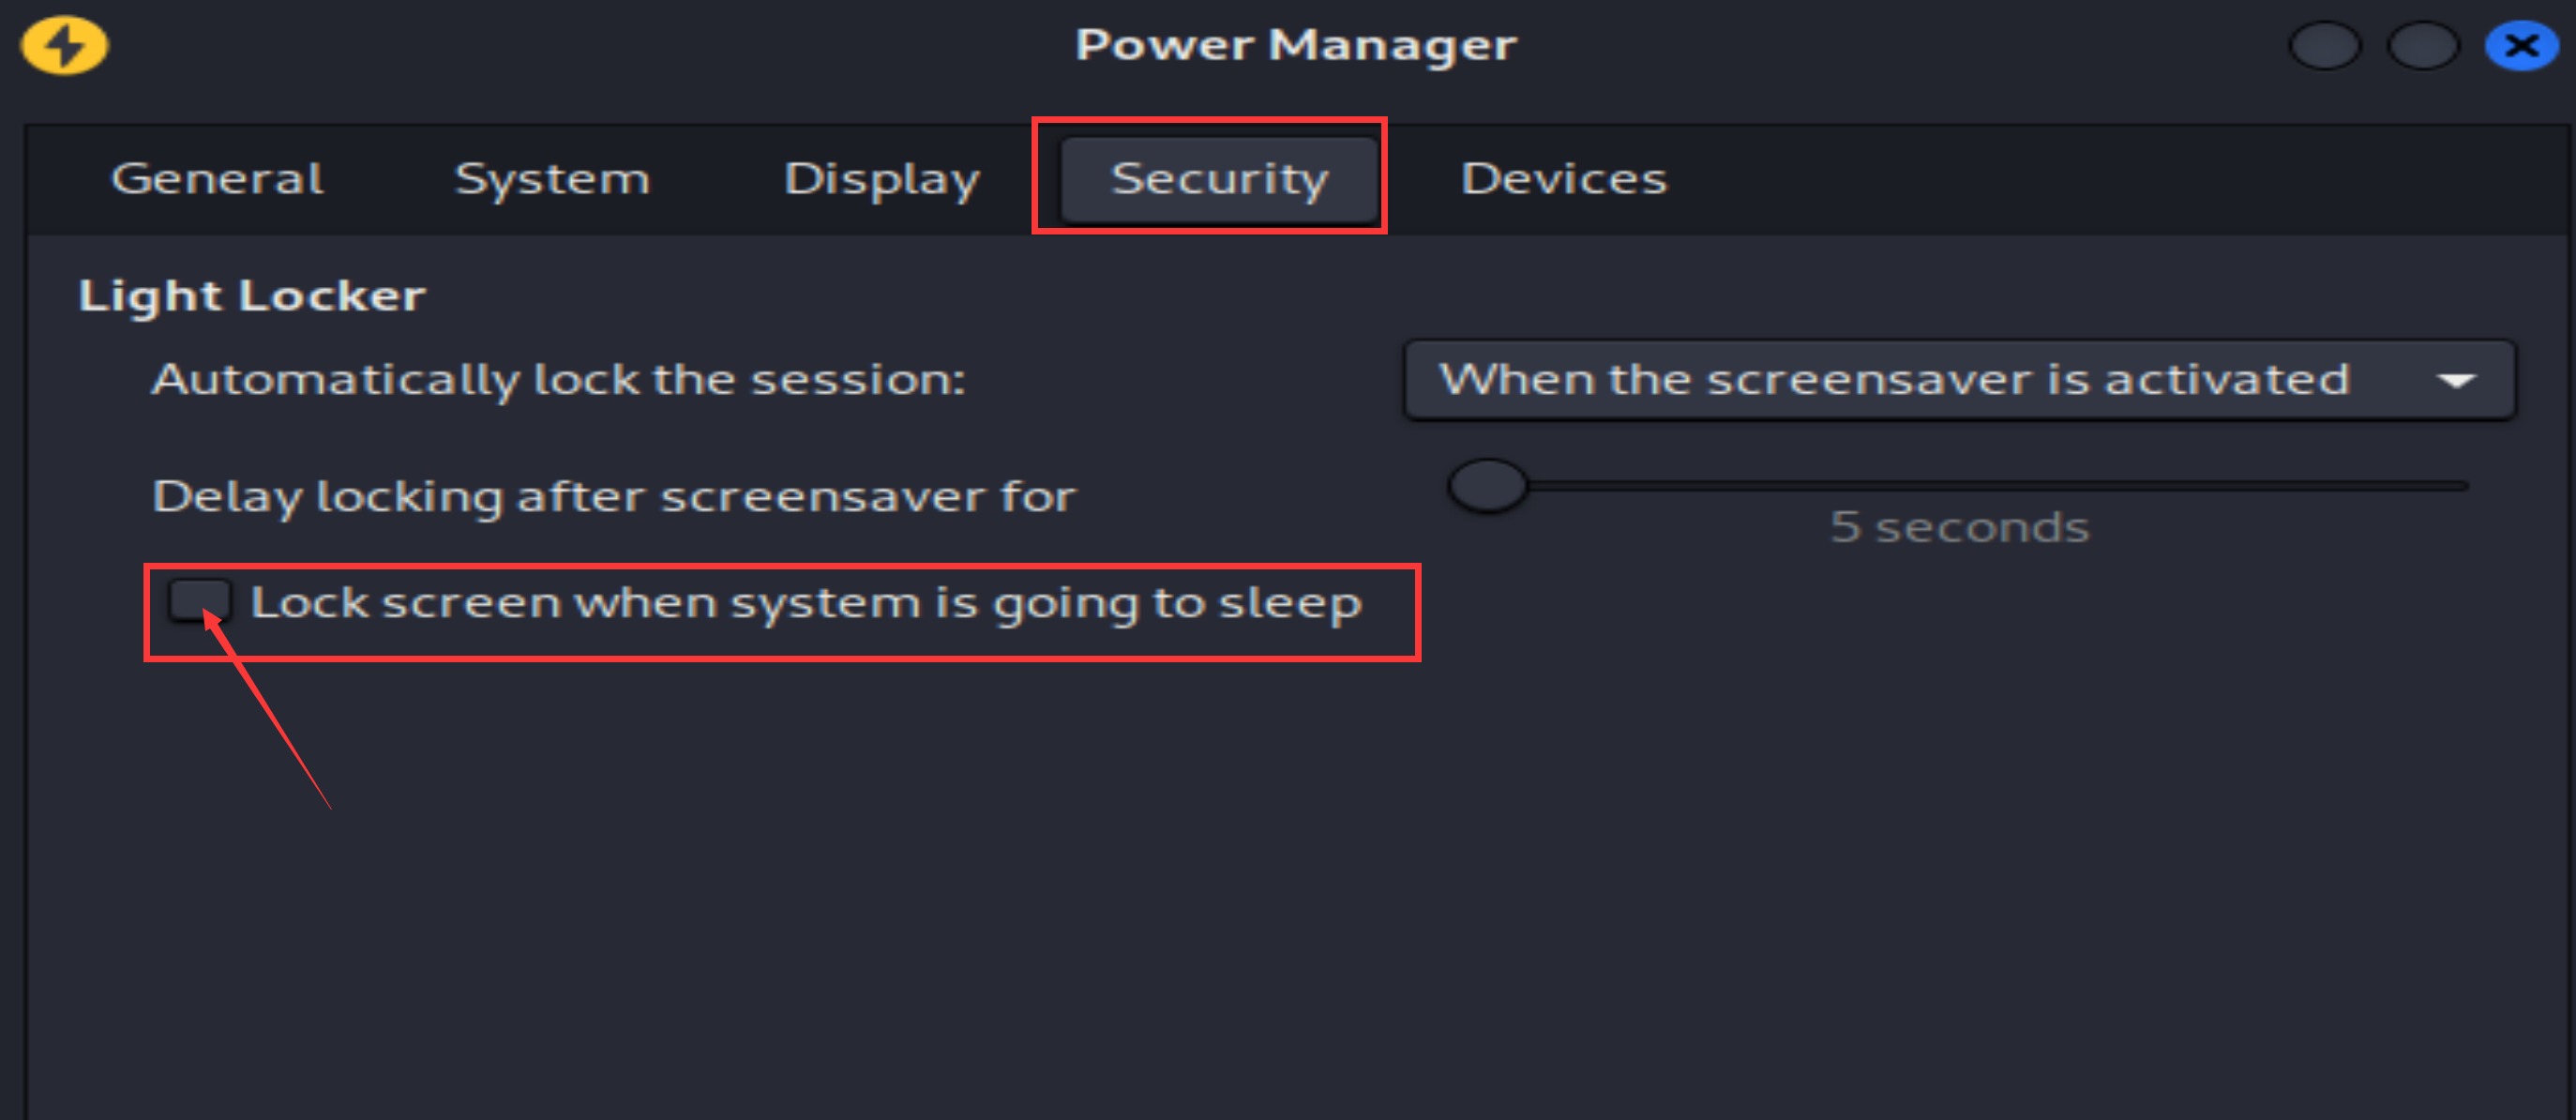 Power Manager
General System Display Security Devices
Light Locker
Automatically lock the session: When the screensaver is activated
Delay locking after screensaver for
5 seconds
Lock screen when system is going to sleep